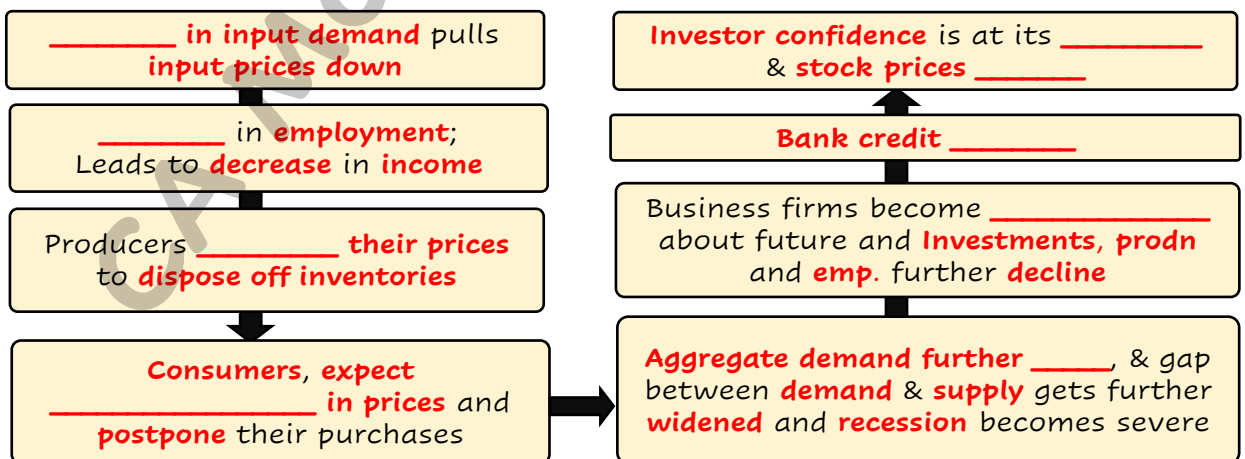 ________ in input demand pulls
input prices down
________ in employment;
Leads to decrease in income
Producers _________ their prices
to dispose off inventories
Consumers, expect
_________________ in prices and
postpone their purchases
Aggregate demand further _____, & gap
between demand & supply gets further
widened and recession becomes severe
Business firms become ______________
about future and Investments, prodn
and emp. further decline
Bank credit ________
Investor confidence is at its _________
& stock prices _______
CA M